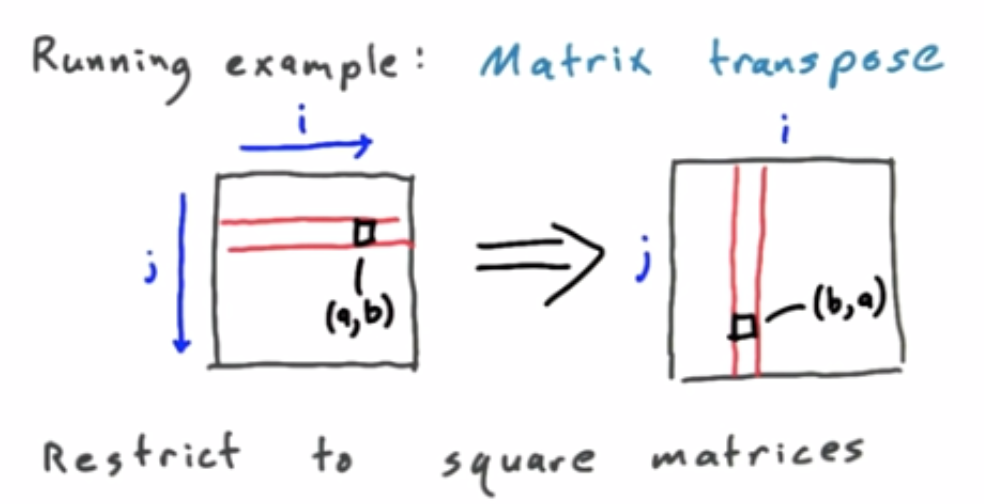 Running example: Matrix transpose
i
i
j
j
(a,b)
(b,a)
Restrict to square matrices